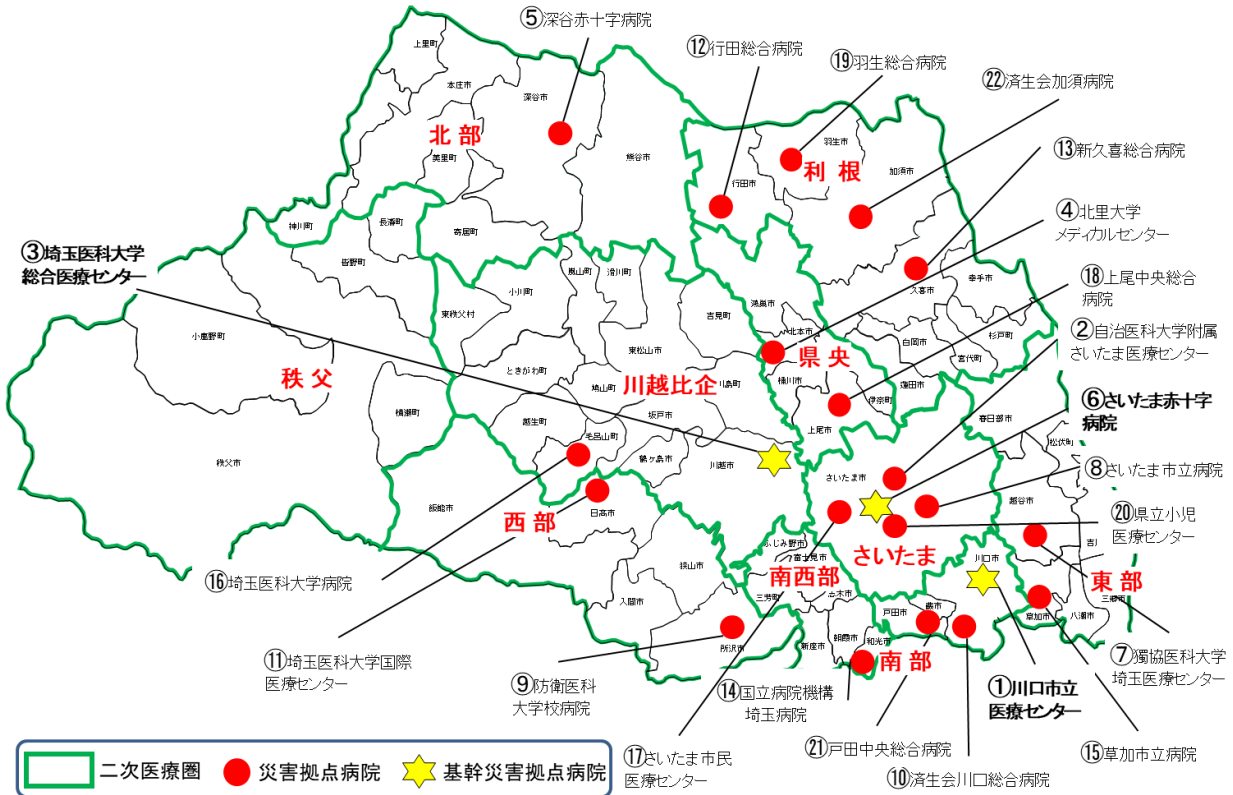 ⑤深谷赤十字病院
⑫行田総合病院
⑲羽生総合病院
㉒済生会加須病院
⑬新久喜総合病院
④北里大学
メディカルセンター
⑱上尾中央総合
病院
②自治医科大学附属
さいたま医療センター
⑥さいたま赤十字
病院
⑧さいたま市立病院
⑳県立小児
医療センター
⑦獨協医科大学
埼玉医療センター
⑮草加市立病院
①川口市立
医療センター
⑩済生会川口総合病院
㉑戸田中央総合病院
⑭国立病院機構
埼玉病院
⑰さいたま市民
医療センター
⑨防衛医科
大学校病院
⑪埼玉医科大学国際
医療センター
⑯埼玉医科大学病院
③埼玉医科大学
総合医療センター
北部
利根
秩父
川越比企
県央
西部
南西部
さいたま
南部
東部
上里町
本庄市
深谷市
美里町
熊谷市
神川町
長瀞町
寄居町
皆野町
小鹿野町
秩父市
横瀬町
東秩父村
小川町
嵐山町
滑川町
吉見町
東松山市
ときがわ町
鳩山町
川島町
坂戸市
越生町
毛呂山町
鶴ヶ島市
川越市
行田市
羽生市
加須市
久喜市
幸手市
鴻巣市
北本市
桶川市
伊奈町
上尾市
白岡市
宮代町
杉戸町
蓮田市
春日部市
松伏町
さいたま市
越谷市
吉川
三郷市
八潮市
草加市
川口市
蕨市
戸田市
飯能市
日高市
狭山市
入間市
所沢市
ふじみ野市
富士見市
三芳町
志木市
新座市
朝霞市
和光市
二次医療圏
災害拠点病院
基幹災害拠点病院